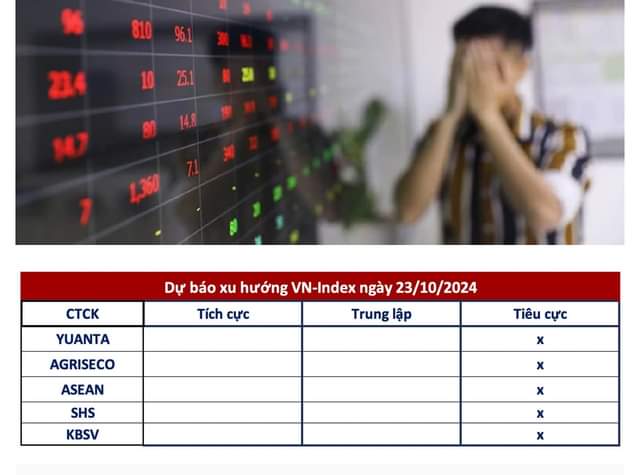 96 810 96.1
23.4 10 25.1
14.7 80 14.8
7 1,360 7.1
Dự báo xu hướng VN-Index ngày 23/10/2024
CTCK Tích cực Trung lập Tiêu cực
YUANTA x
AGRISECO x
ASEAN x
SHS x
KBSV x